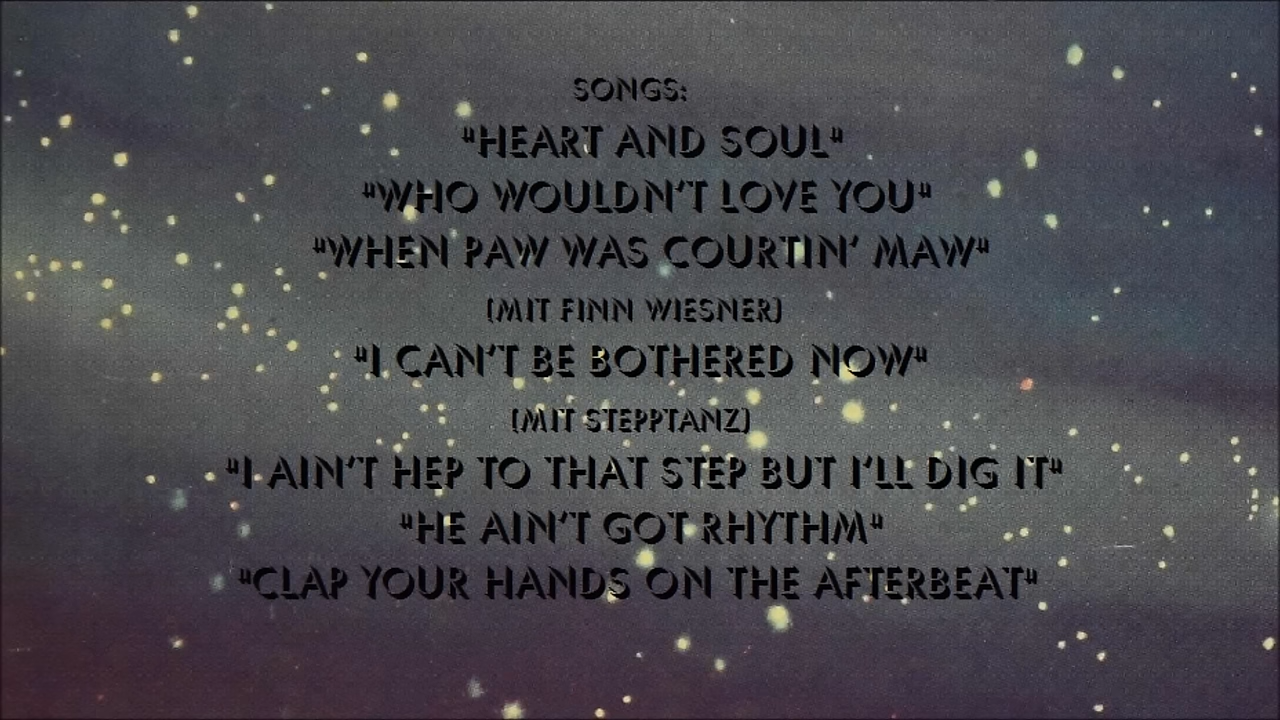 SONGS:
"HEART AND SOUL"
"WHO WOULDN'T LOVE YOU"
"WHEN PAW WAS COURTIN' MAW"
(MIT FINN WIESNER)
"I CAN'T BE BOTHERED NOW"
(MIT STEPPTANZ)
"I AIN'T HEP TO THAT STEP BUT I'LL DIG IT"
"HE AIN'T GOT RHYTHM"
"CLAP YOUR HANDS ON THE AFTERBEAT"